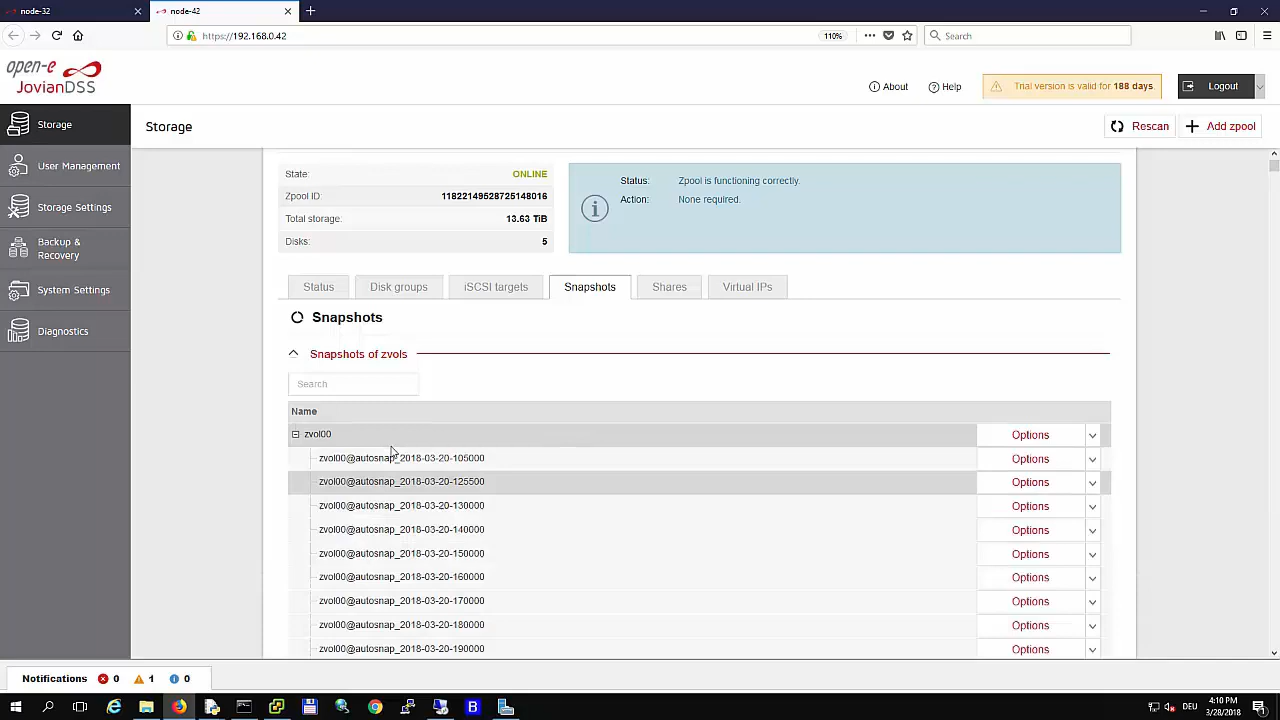 node-32
node-42
https://192.168.0.42
110%
Search
open-e
JovianDSS
About
Help
Trial version is valid for 188 days.
Logout
Storage
User Management
Storage Settings
Backup &
Recovery
System Settings
Diagnostics
Storage
Rescan
Add zpool
State: ONLINE
Zpool ID: 11822149528725148016
Total storage: 13.63 TiB
Disks: 5
Status: Zpool is functioning correctly.
Action: None required.
Status
Disk groups
iSCSI targets
Snapshots
Shares
Virtual IPs
Snapshots
Snapshots of zvols
Search
Name
zvol00 Options
zvol00@autosnap_2018-03-20-105000 Options
zvol00@autosnap_2018-03-20-125500 Options
zvol00@autosnap_2018-03-20-130000 Options
zvol00@autosnap_2018-03-20-140000 Options
zvol00@autosnap_2018-03-20-150000 Options
zvol00@autosnap_2018-03-20-160000 Options
zvol00@autosnap_2018-03-20-170000 Options
zvol00@autosnap_2018-03-20-180000 Options
zvol00@autosnap_2018-03-20-190000 Options
Notifications 0 1 0
B
DEU
4:10 PM
3/28/2018